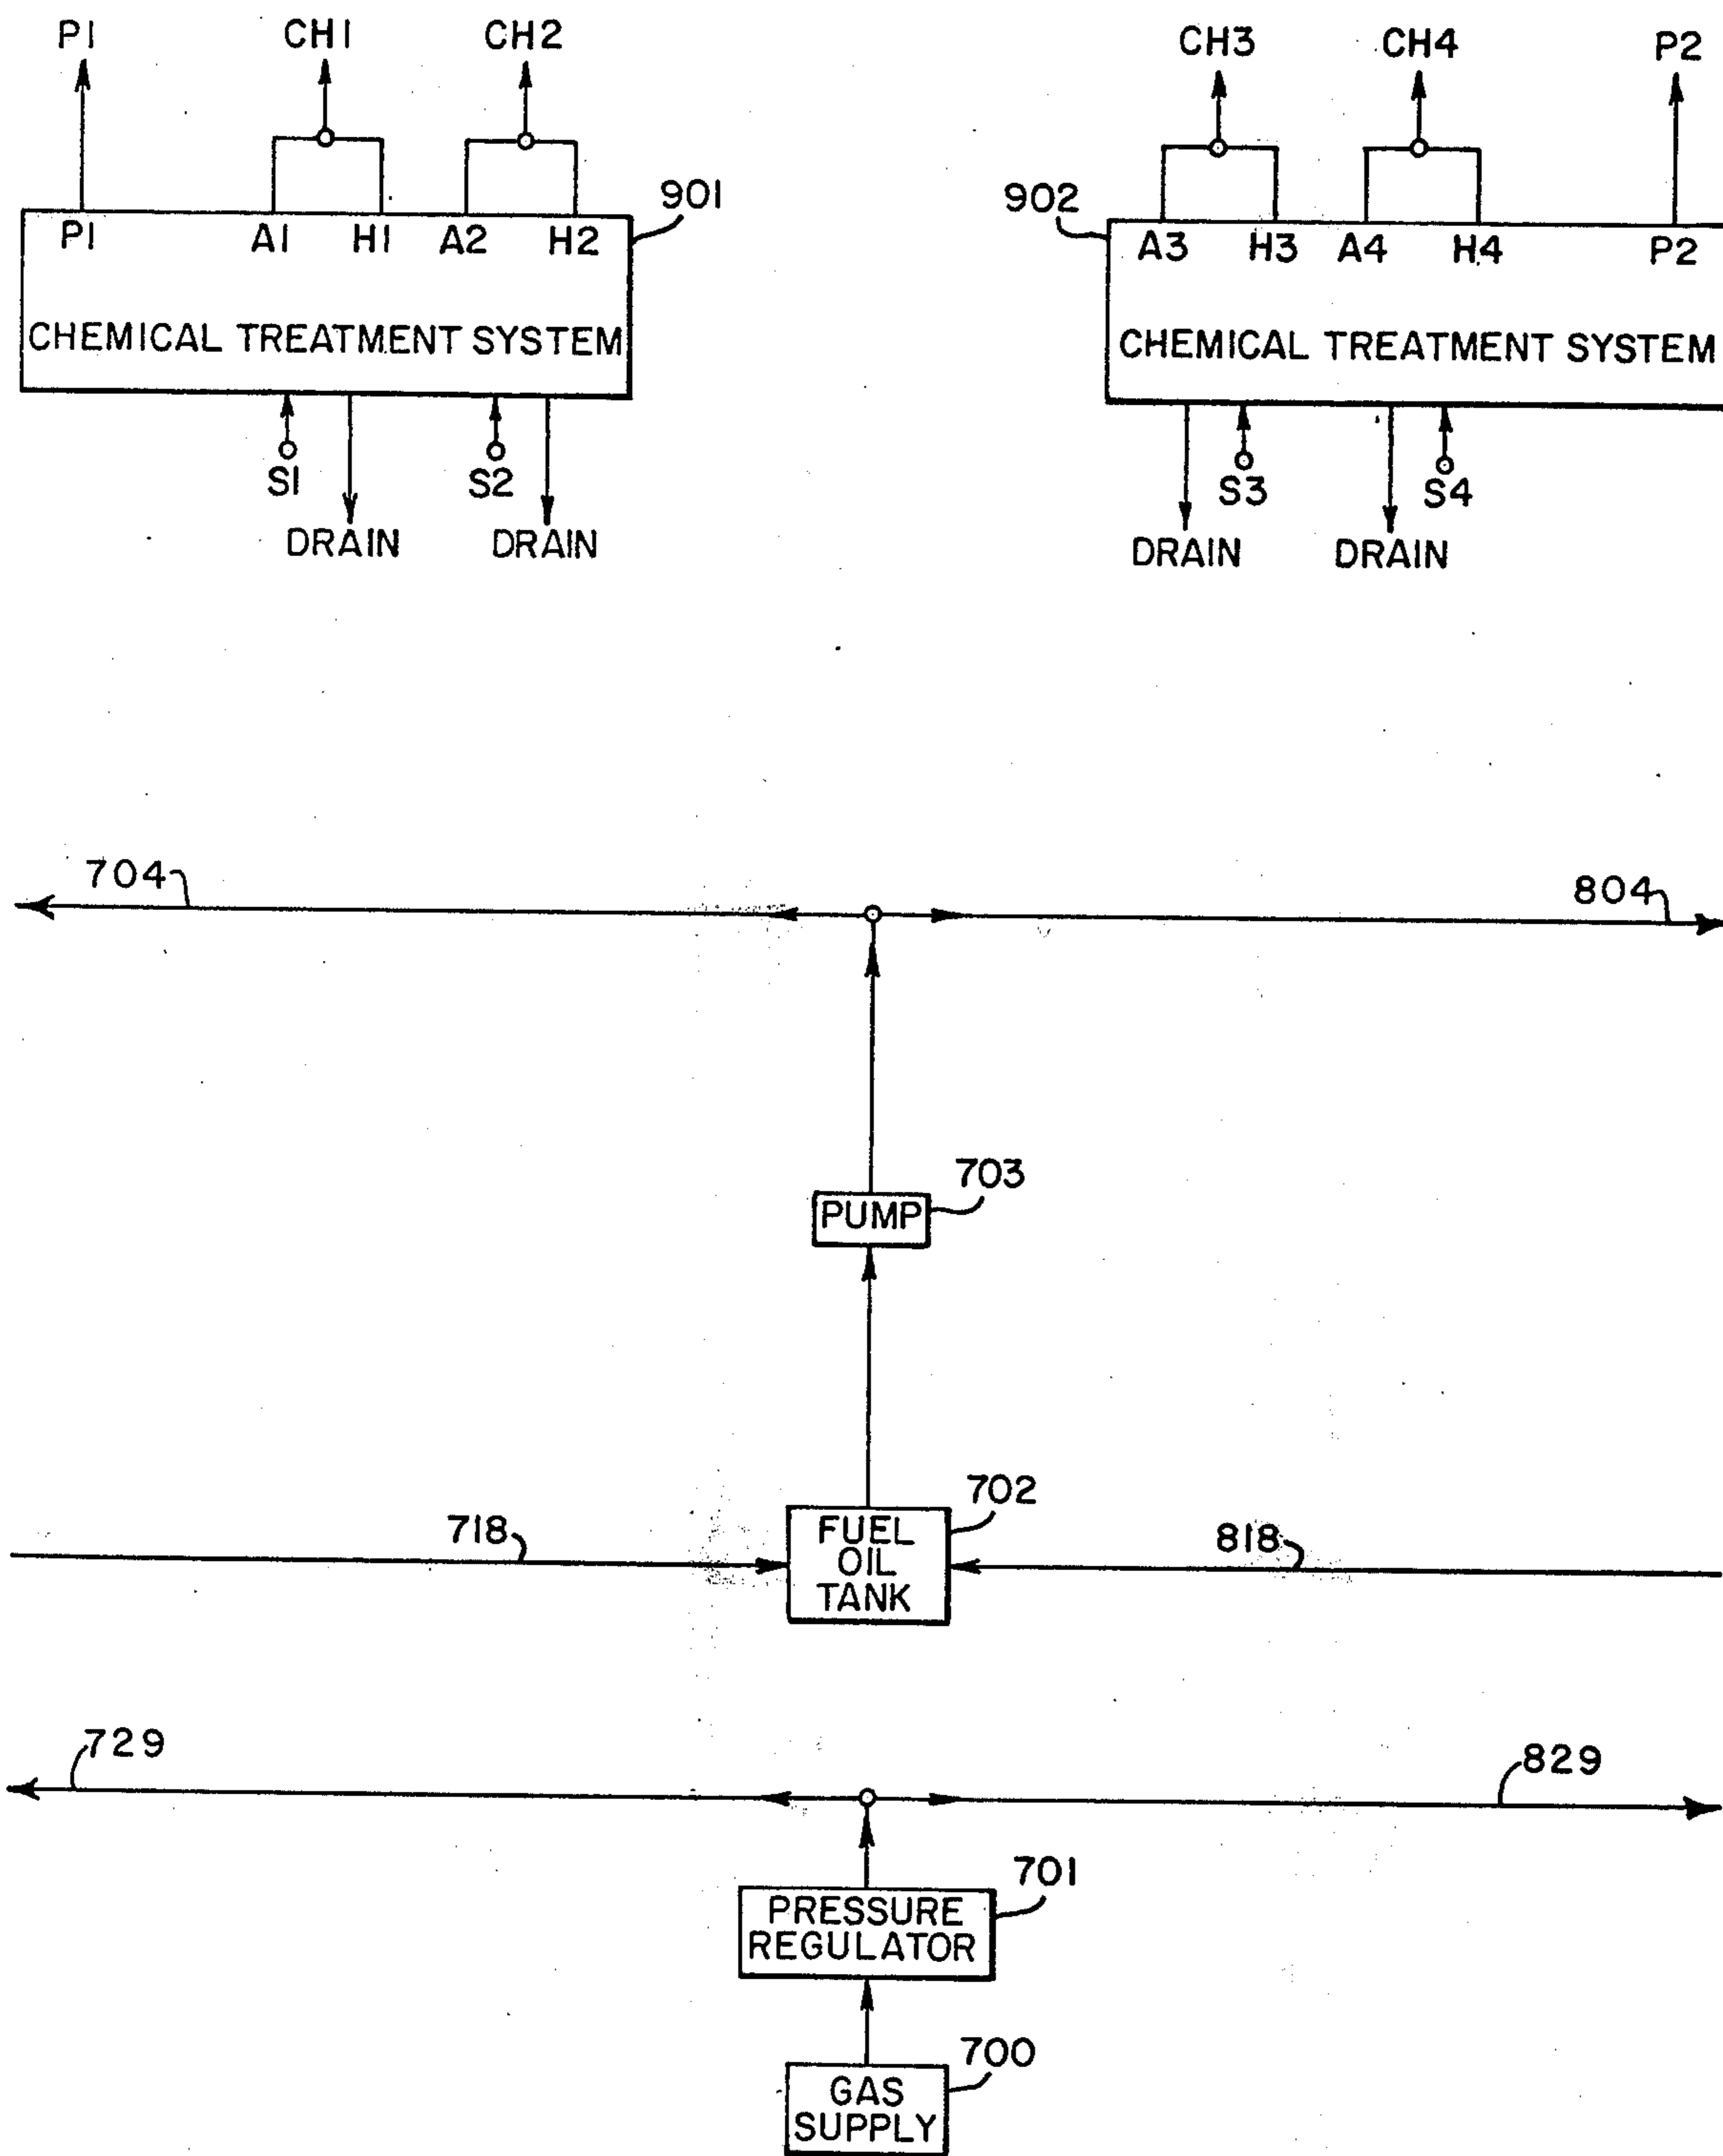 P1 CH1 CH2 CH3 CH4 P2
901 902
P1 A1 H1 A2 H2 A3 H3 A4 H4 P2
CHEMICAL TREATMENT SYSTEM CHEMICAL TREATMENT SYSTEM
S1 S2 S3 S4
DRAIN DRAIN DRAIN DRAIN
704 804
703
PUMP
702
718 818
FUEL
OIL
TANK
729 829
701
PRESSURE
REGULATOR
700
GAS
SUPPLY